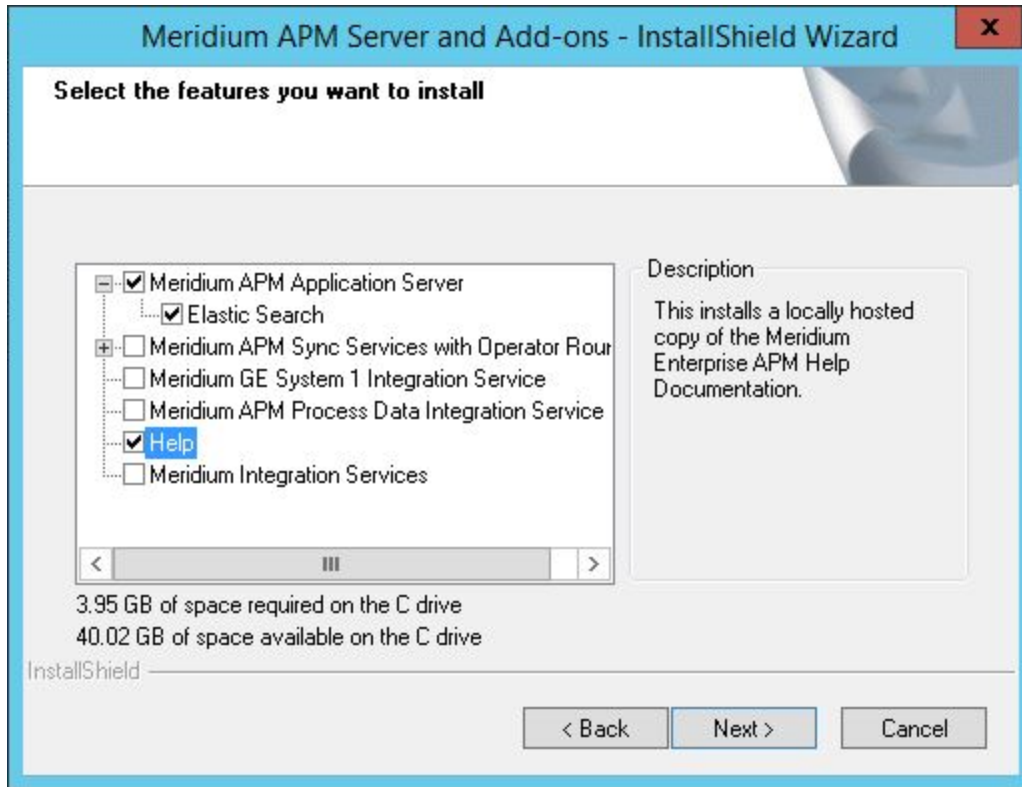 Meridium APM Server and Add-ons - InstallShield Wizard
x
Select the features you want to install
Meridium APM Application Server
Elastic Search
Meridium APM Sync Services with Operator Rour
Meridium GE System 1 Integration Service
Meridium APM Process Data Integration Service
Help
Meridium Integration Services
Description
This installs a locally hosted
copy of the Meridium
Enterprise APM Help
Documentation.
3.95 GB of space required on the C drive
40.02 GB of space available on the C drive
InstallShield
< Back
Next >
Cancel